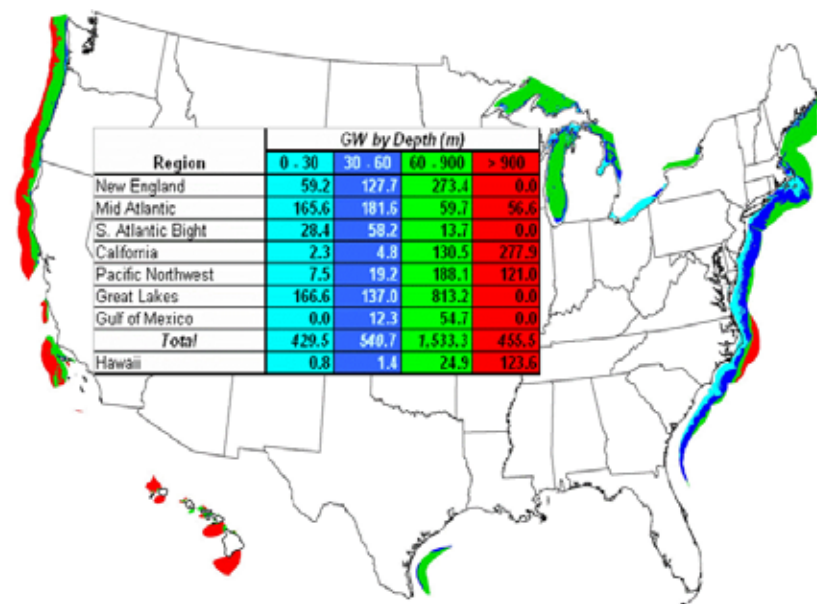 GW by Depth (m)
Region 0 - 30 30 - 60 60 - 900 > 900
New England 59.2 127.7 273.4 0.0
Mid Atlantic 165.6 181.6 59.7 56.6
S. Atlantic Bight 28.4 58.2 13.7 0.0
California 2.3 4.8 130.5 277.9
Pacific Northwest 7.5 19.2 188.1 121.0
Great Lakes 166.6 137.0 813.2 0.0
Gulf of Mexico 0.0 12.3 54.7 0.0
Total 429.5 540.7 1,533.3 455.5
Hawaii 0.8 1.4 24.9 123.6